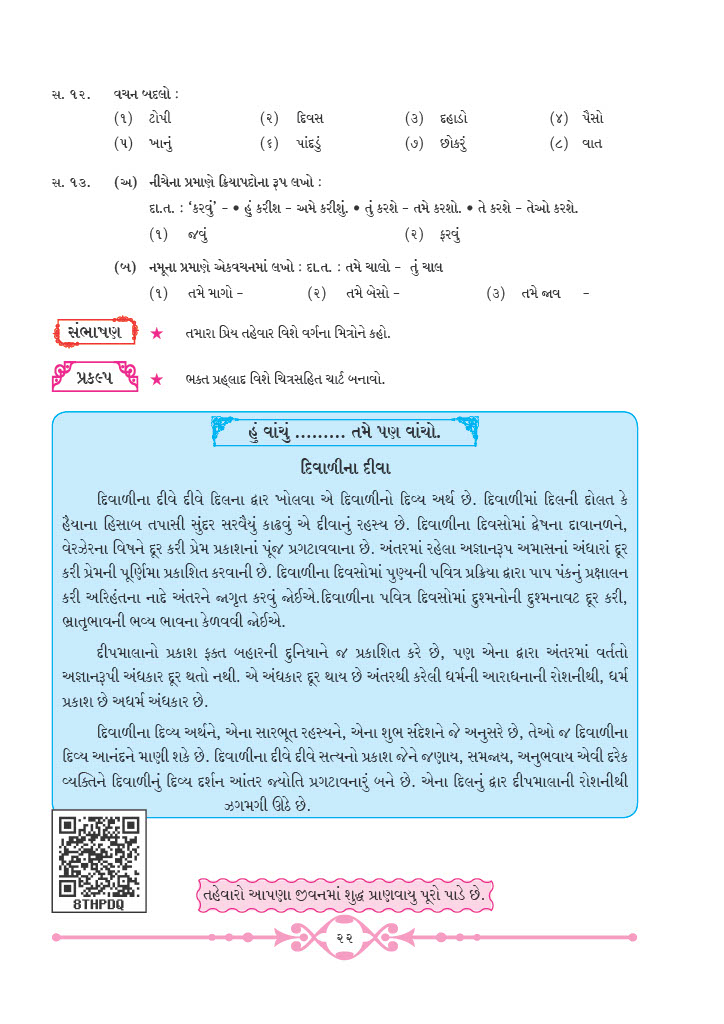 સ. ૧૨. વચન બદલો :
(૧) ટોપી (૨) દિવસ (૩) દહાડો (૪) પૈસો
(૫) ખાનું (૬) પાંદડું (૭) છોકરું (૮) વાત
સ. ૧૩. (અ) નીચેના પ્રમાણે ક્રિયાપદોના રૂપ લખો :
દા.ત. : ‘કરવું’ – • હું કરીશ – અમે કરીશું. • તું કરશે – તમે કરશો. • તે કરશે – તેઓ કરશે.
(૧) જવું (૨) ફરવું
(બ) નમૂના પ્રમાણે એકવચનમાં લખો : દા.ત. : તમે ચાલો – તું ચાલ
(૧) તમે માગો – (૨) તમે બેસો – (૩) તમે જાવ –
સંભાષણ ★ તમારા પ્રિય તહેવાર વિશે વર્ગના મિત્રોને કહો.
પ્રકલ્પ ★ ભક્ત પ્રહ્લાદ વિશે ચિત્રસહિત ચાર્ટ બનાવો.
હું વાંચું ......... તમે પણ વાંચો.
દિવાળીના દીવા
દિવાળીના દીવે દીવે દિલના દ્વાર ખોલવા એ દિવાળીનો દિવ્ય અર્થ છે. દિવાળીમાં દિલની દોલત કે
હૈયાના હિસાબ તપાસી સુંદર સરવૈયું કાઢવું એ દીવાનું રહસ્ય છે. દિવાળીના દિવસોમાં દ્વેષના દાવાનળને,
વેરઝેરના વિષને દૂર કરી પ્રેમ પ્રકાશનાં પૂંજ પ્રગટાવવાના છે. અંતરમાં રહેલા અજ્ઞાનરૂપ અમાસનાં અંધારાં દૂર
કરી પ્રેમની પૂર્ણિમા પ્રકાશિત કરવાની છે. દિવાળીના દિવસોમાં પુણ્યની પવિત્ર પ્રક્રિયા દ્વારા પાપ પંકનું પ્રક્ષાલન
કરી અરિહંતના નાદે અંતરને જાગૃત કરવું જોઈએ.દિવાળીના પવિત્ર દિવસોમાં દુશ્મનોની દુશ્મનાવટ દૂર કરી,
ભ્રાતૃભાવની ભવ્ય ભાવના કેળવવી જોઈએ.
દીપમાલાનો પ્રકાશ ફક્ત બહારની દુનિયાને જ પ્રકાશિત કરે છે, પણ એના દ્વારા અંતરમાં વર્તતો
અજ્ઞાનરૂપી અંધકાર દૂર થતો નથી. એ અંધકાર દૂર થાય છે અંતરથી કરેલી ધર્મની આરાધનાની રોશનીથી, ધર્મ
પ્રકાશ છે અધર્મ અંધકાર છે.
દિવાળીના દિવ્ય અર્થને, એના સારભૂત રહસ્યને, એના શુભ સંદેશને જે અનુસરે છે, તેઓ જ દિવાળીના
દિવ્ય આનંદને માણી શકે છે. દિવાળીના દીવે દીવે સત્યનો પ્રકાશ જેને જણાય, સમજાય, અનુભવાય એવી દરેક
વ્યક્તિને દિવાળીનું દિવ્ય દર્શન આંતર જ્યોતિ પ્રગટાવનારું બને છે. એના દિલનું દ્વાર દીપમાલાની રોશનીથી
ઝગમગી ઊઠે છે.
8THPDQ
તહેવારો આપણા જીવનમાં શુદ્ધ પ્રાણવાયુ પૂરો પાડે છે.
૨૨